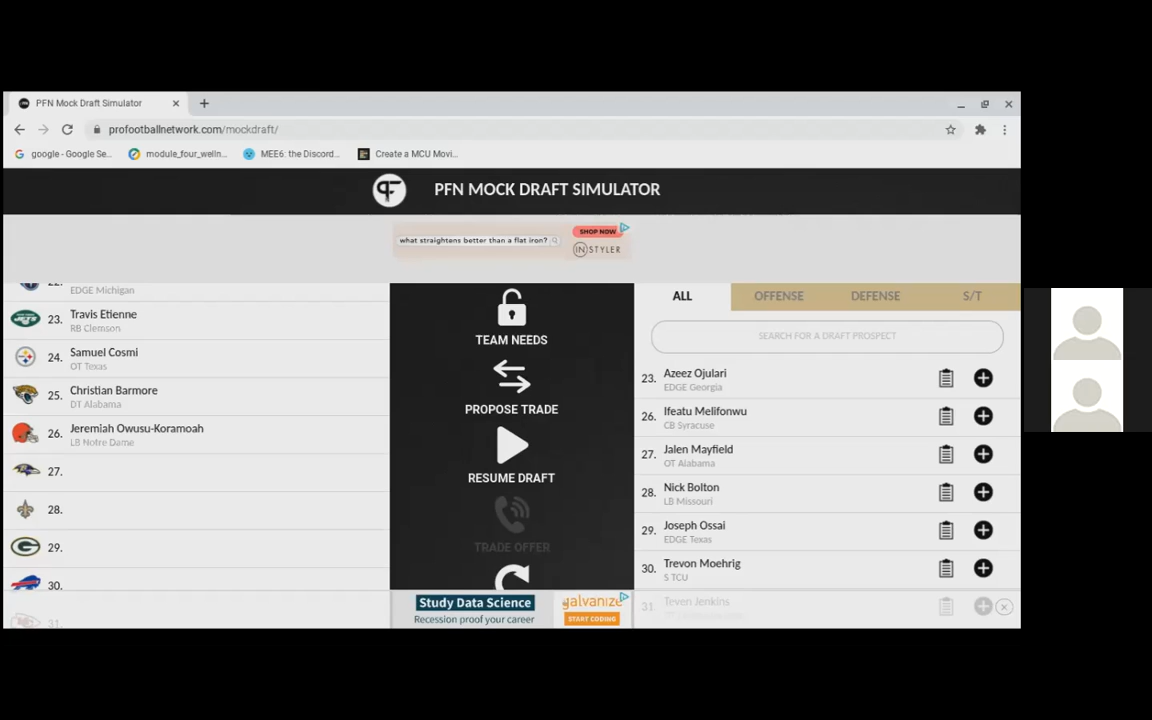 PFN Mock Draft Simulator
profootballnetwork.com/mockdraft/
google - Google Se...
module_four_welln...
MEE6: the Discord...
Create a MCU Movi...
PFN MOCK DRAFT SIMULATOR
what straightens better than a flat iron?
SHOP NOW
INSTYLER
22.
EDGE Michigan
23. Travis Etienne
RB Clemson
24. Samuel Cosmi
OT Texas
25. Christian Barmore
DT Alabama
26. Jeremiah Owusu-Koramoah
LB Notre Dame
27.
28.
29.
30.
31.
TEAM NEEDS
PROPOSE TRADE
RESUME DRAFT
TRADE OFFER
ALL OFFENSE DEFENSE S/T
SEARCH FOR A DRAFT PROSPECT
23. Azeez Ojulari
EDGE Georgia
26. Ifeatu Melifonwu
CB Syracuse
27. Jalen Mayfield
OT Alabama
28. Nick Bolton
LB Missouri
29. Joseph Ossai
EDGE Texas
30. Trevon Moehrig
S TCU
31. Teven Jenkins
Study Data Science
Recession proof your career
galvanize
START CODING